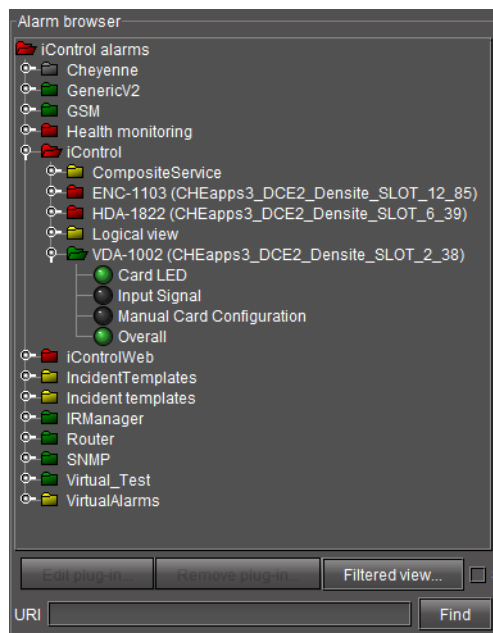 Alarm browser
iControl alarms
Cheyenne
GenericV2
GSM
Health monitoring
iControl
CompositeService
ENC-1103 (CHEapps3_DCE2_Densite_SLOT_12_85)
HDA-1822 (CHEapps3_DCE2_Densite_SLOT_6_39)
Logical view
VDA-1002 (CHEapps3_DCE2_Densite_SLOT_2_38)
Card LED
Input Signal
Manual Card Configuration
Overall
iControlWeb
IncidentTemplates
Incident templates
IRManager
Router
SNMP
Virtual_Test
VirtualAlarms
Edit plug-in... Remove plug-in... Filtered view...
URI Find